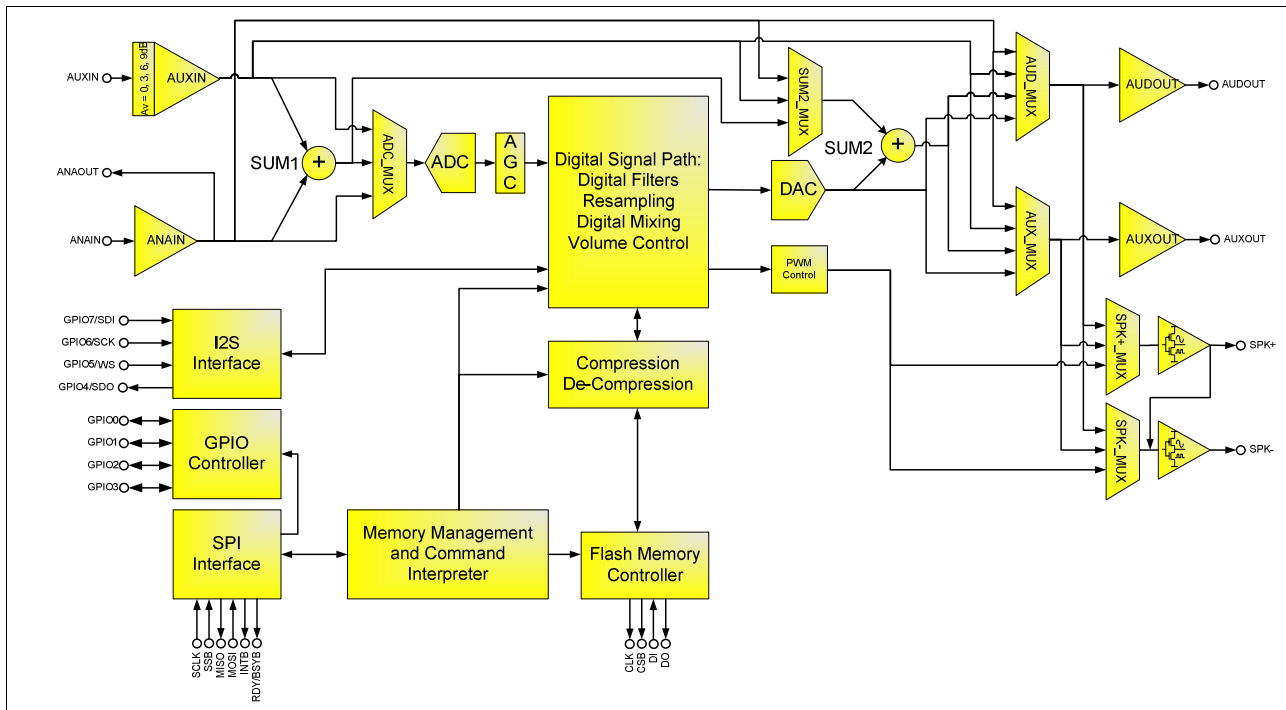 AUXIN
Av = 0, 3, 6, 9dB
AUXIN
ANAOUT
ANAIN
ANAIN
SUM1
+
ADC_MUX
ADC
A
G
C
Digital Signal Path:
Digital Filters
Resampling
Digital Mixing
Volume Control
SUM2_MUX
SUM2
+
DAC
PWM
Control
AUD_MUX
AUDOUT
AUDOUT
AUX_MUX
AUXOUT
AUXOUT
SPK+_MUX
SPK+
SPK-_MUX
SPK-
GPIO7/SDI
GPIO6/SCK
GPIO5/WS
GPIO4/SDO
I2S
Interface
Compression
De-Compression
GPIO0
GPIO1
GPIO2
GPIO3
GPIO
Controller
SPI
Interface
Memory Management
and Command
Interpreter
Flash Memory
Controller
SCLK
SSB
MISO
MOSI
INTB
RDY/BSYB
CLK
CSB
DI
DO